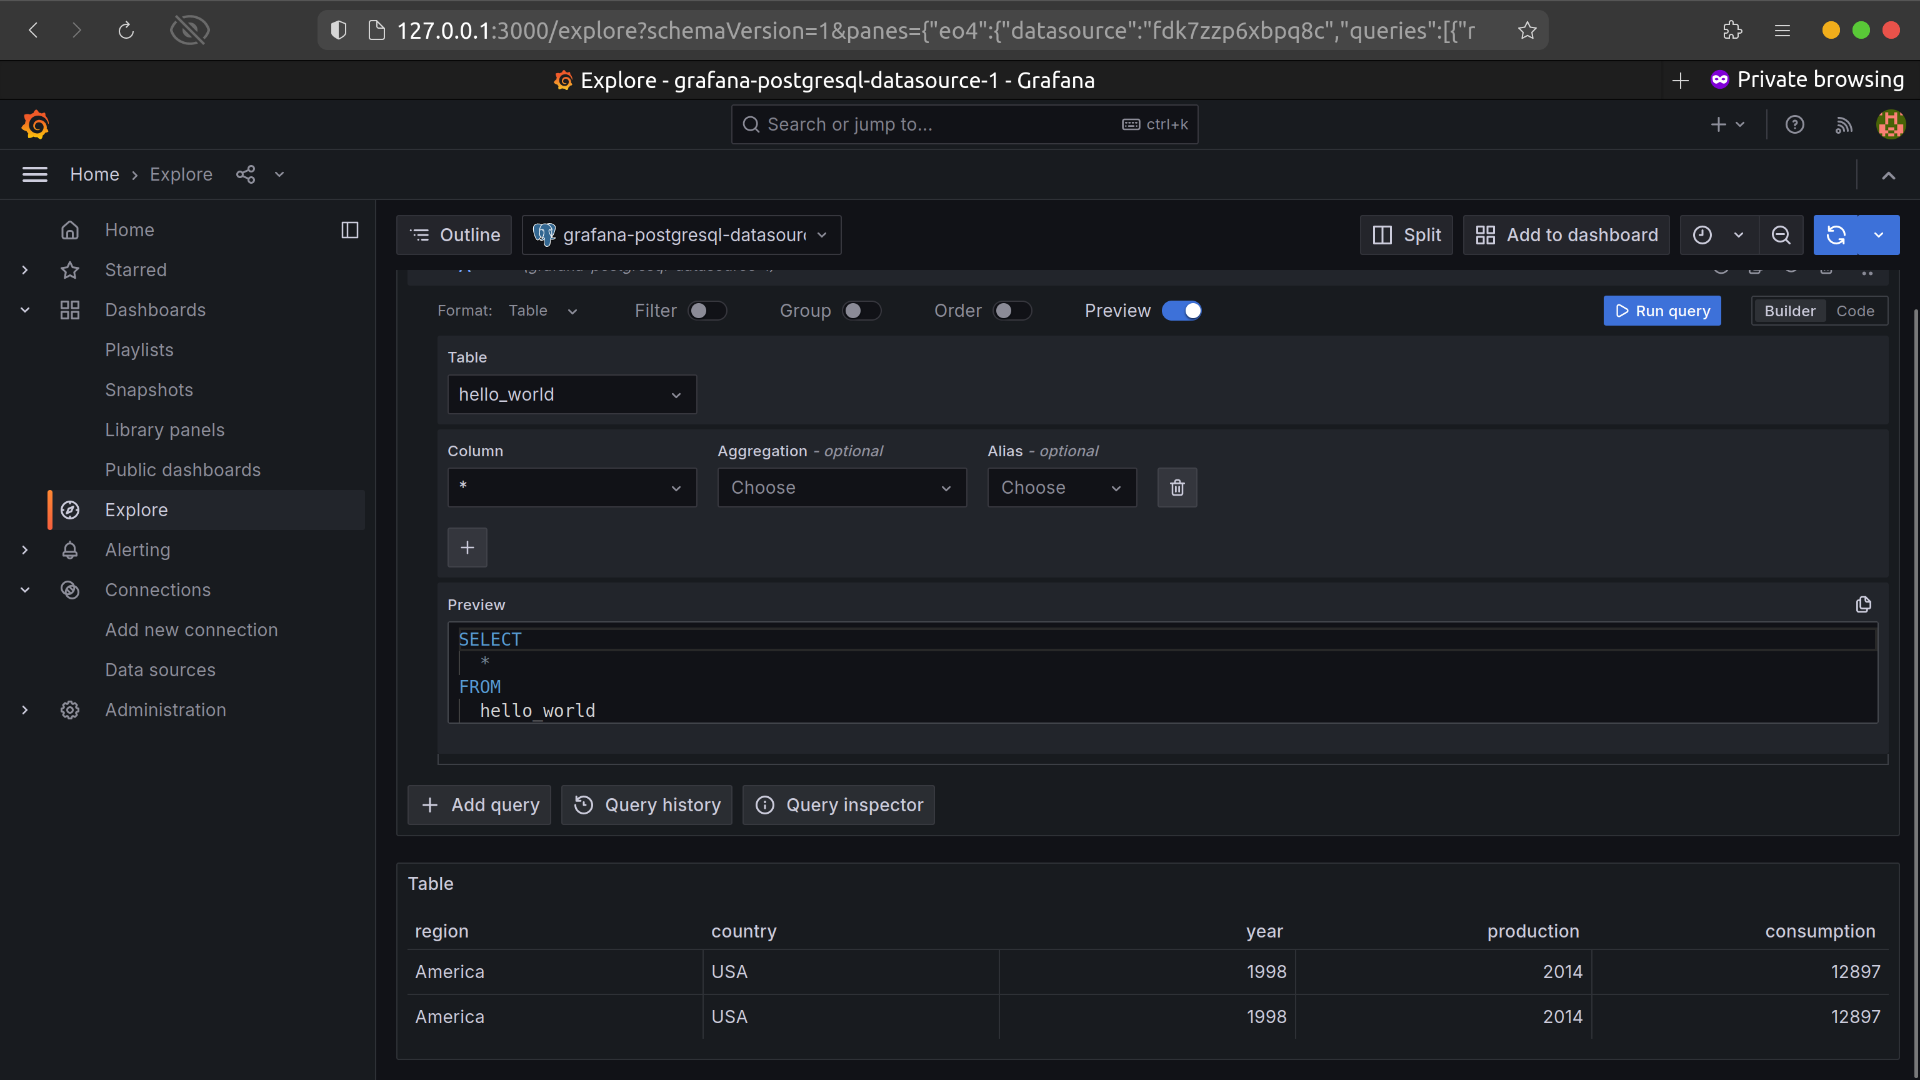 127.0.0.1:3000/explore?schemaVersion=1&panes={"eo4":{"datasource":"fdk7zzp6xbpq8c","queries":[{"r
Explore - grafana-postgresql-datasource-1 - Grafana
Private browsing
Search or jump to...
ctrl+k
Home › Explore
Home
Starred
Dashboards
Playlists
Snapshots
Library panels
Public dashboards
Explore
Alerting
Connections
Add new connection
Data sources
Administration
Outline
grafana-postgresql-datasour
Split
Add to dashboard
Format: Table
Filter
Group
Order
Preview
Run query
Builder
Code
Table
hello_world
Column
Aggregation - optional
Alias - optional
*
Choose
Choose
Preview
SELECT
*
FROM
hello_world
Add query
Query history
Query inspector
Table
region country year production consumption
America USA 1998 2014 12897
America USA 1998 2014 12897